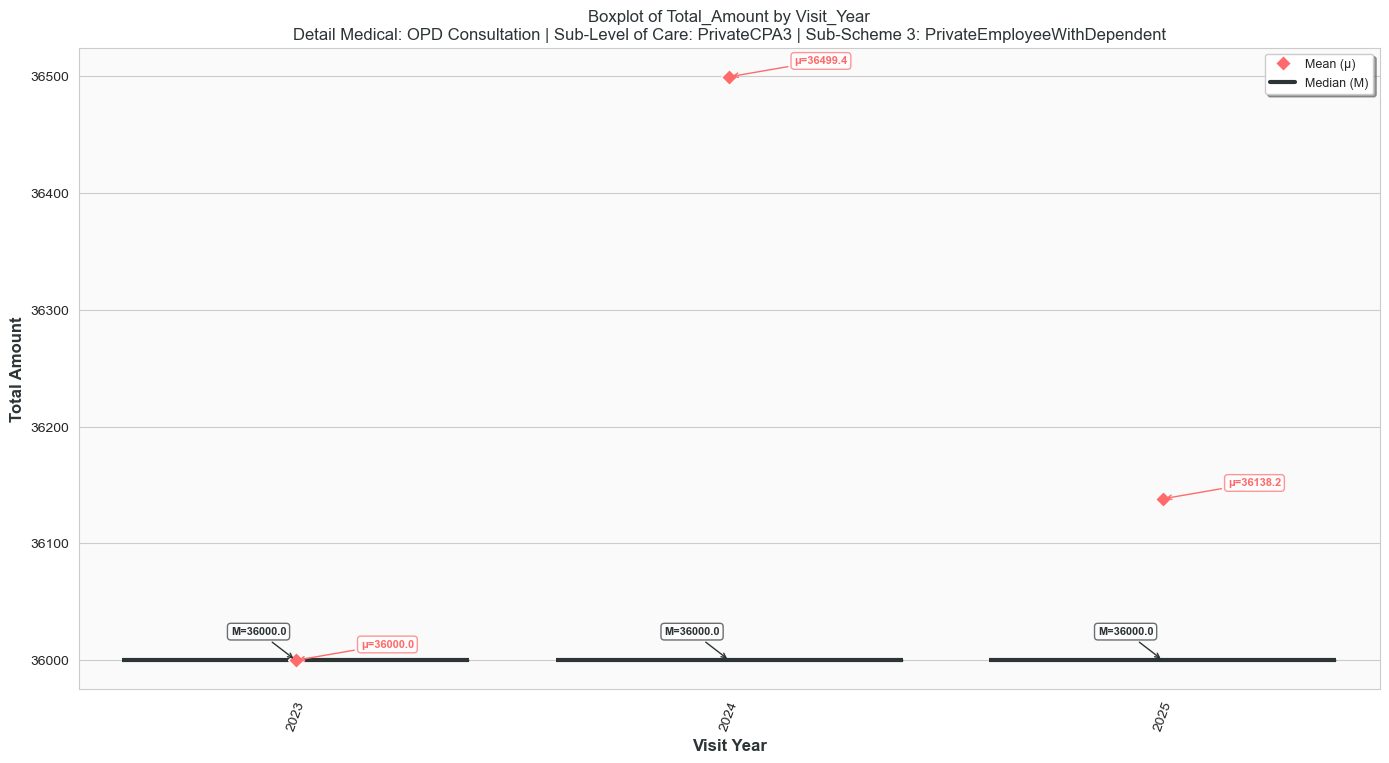 Boxplot of Total_Amount by Visit_Year
Detail Medical: OPD Consultation | Sub-Level of Care: PrivateCPA3 | Sub-Scheme 3: PrivateEmployeeWithDependent
Mean (μ)
Median (M)
Total Amount
36500
36400
36300
36200
36100
36000
μ=36499.4
μ=36138.2
M=36000.0
μ=36000.0
M=36000.0
M=36000.0
2023
2024
2025
Visit Year